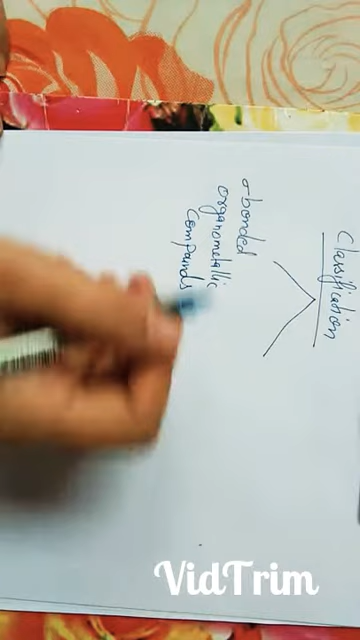 Classification
σ bonded
organometallic
Compounds
VidTrim